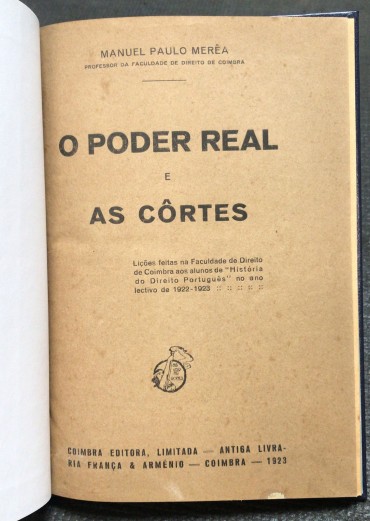 MANUEL PAULO MERÊA
PROFESSOR DA FACULDADE DE DIREITO DE COIMBRA
O PODER REAL
E
AS CÔRTES
Lições feitas na Faculdade de Direito
de Coimbra aos alunos de "História
do Direito Português" no ano
lectivo de 1922-1923 :: :: :: :: ::
COIMBRA EDITORA, LIMITADA — ANTIGA LIVRA-
RIA FRANÇA & ARMÉNIO — COIMBRA — 1923